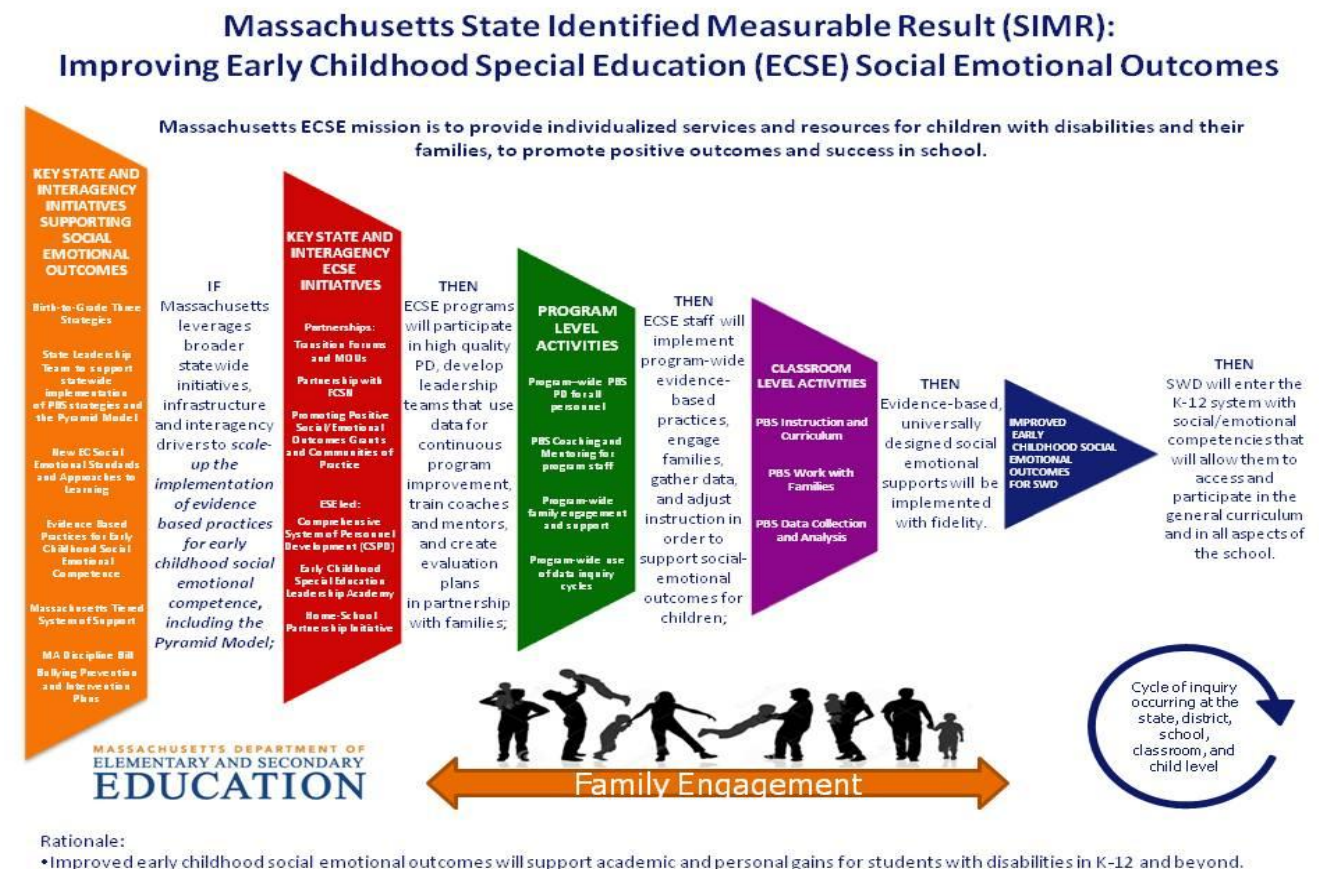 Massachusetts State Identified Measurable Result (SIMR):
Improving Early Childhood Special Education (ECSE) Social Emotional Outcomes
Massachusetts ECSE mission is to provide individualized services and resources for children with disabilities and their
families, to promote positive outcomes and success in school.
KEY STATE AND
INTERAGENCY
INITIATIVES
SUPPORTING
SOCIAL
EMOTIONAL
OUTCOMES
Birth-to-Grade Three
Strategies
State Leadership
Team to support
statewide
implementation
of PBS strategies and
the Pyramid Model
New EC Social
Emotional Standards
and Approaches to
Learning
Evidence Based
Practices for Early
Childhood Social
Emotional
Competence
Massachusetts Tiered
System of Support
MA Discipline Bill
Bullying Prevention
and Intervention
Plans
IF
Massachusetts
leverages
broader
statewide
initiatives,
infrastructure
and interagency
drivers to scale-
up the
implementation
of evidence
based practices
for early
childhood social
emotional
competence,
including the
Pyramid Model;
KEY STATE AND
INTERAGENCY
ECSE
INITIATIVES
Partnerships:
Transition Forums
and MOUs
Partnership with
FCSN
Promoting Positive
Social/Emotional
Outcomes Grants
and Communities of
Practice
ESE led:
Comprehensive
System of Personnel
Development (CSPD)
Early Childhood
Special Education
Leadership Academy
Home-School
Partnership Initiative
THEN
ECSE programs
will participate
in high quality
PD, develop
leadership
teams that use
data for
continuous
program
improvement,
train coaches
and mentors,
and create
evaluation
plans
in partnership
with families;
PROGRAM
LEVEL
ACTIVITIES
Program-wide PBS
PD for all
personnel
PBS Coaching and
Mentoring for
program staff
Program-wide
family engagement
and support
Program-wide use
of data inquiry
cycles
THEN
ECSE staff will
implement
program-wide
evidence-
based
practices,
engage
families,
gather data,
and adjust
instruction in
order to
support social-
emotional
outcomes for
children;
CLASSROOM
LEVEL ACTIVITIES
PBS Instruction and
Curriculum
PBS Work with
Families
PBS Data Collection
and Analysis
THEN
Evidence-based,
universally
designed social
emotional
supports will be
implemented
with fidelity.
IMPROVED
EARLY
CHILDHOOD SOCIAL
EMOTIONAL
OUTCOMES
FOR SWD
THEN
SWD will enter the
K-12 system with
social/emotional
competencies that
will allow them to
access and
participate in the
general curriculum
and in all aspects of
the school.
MASSACHUSETTS DEPARTMENT OF
ELEMENTARY AND SECONDARY
EDUCATION
Family Engagement
Cycle of inquiry
occurring at the
state, district,
school,
classroom, and
child level
Rationale:
•Improved early childhood social emotional outcomes will support academic and personal gains for students with disabilities in K-12 and beyond.